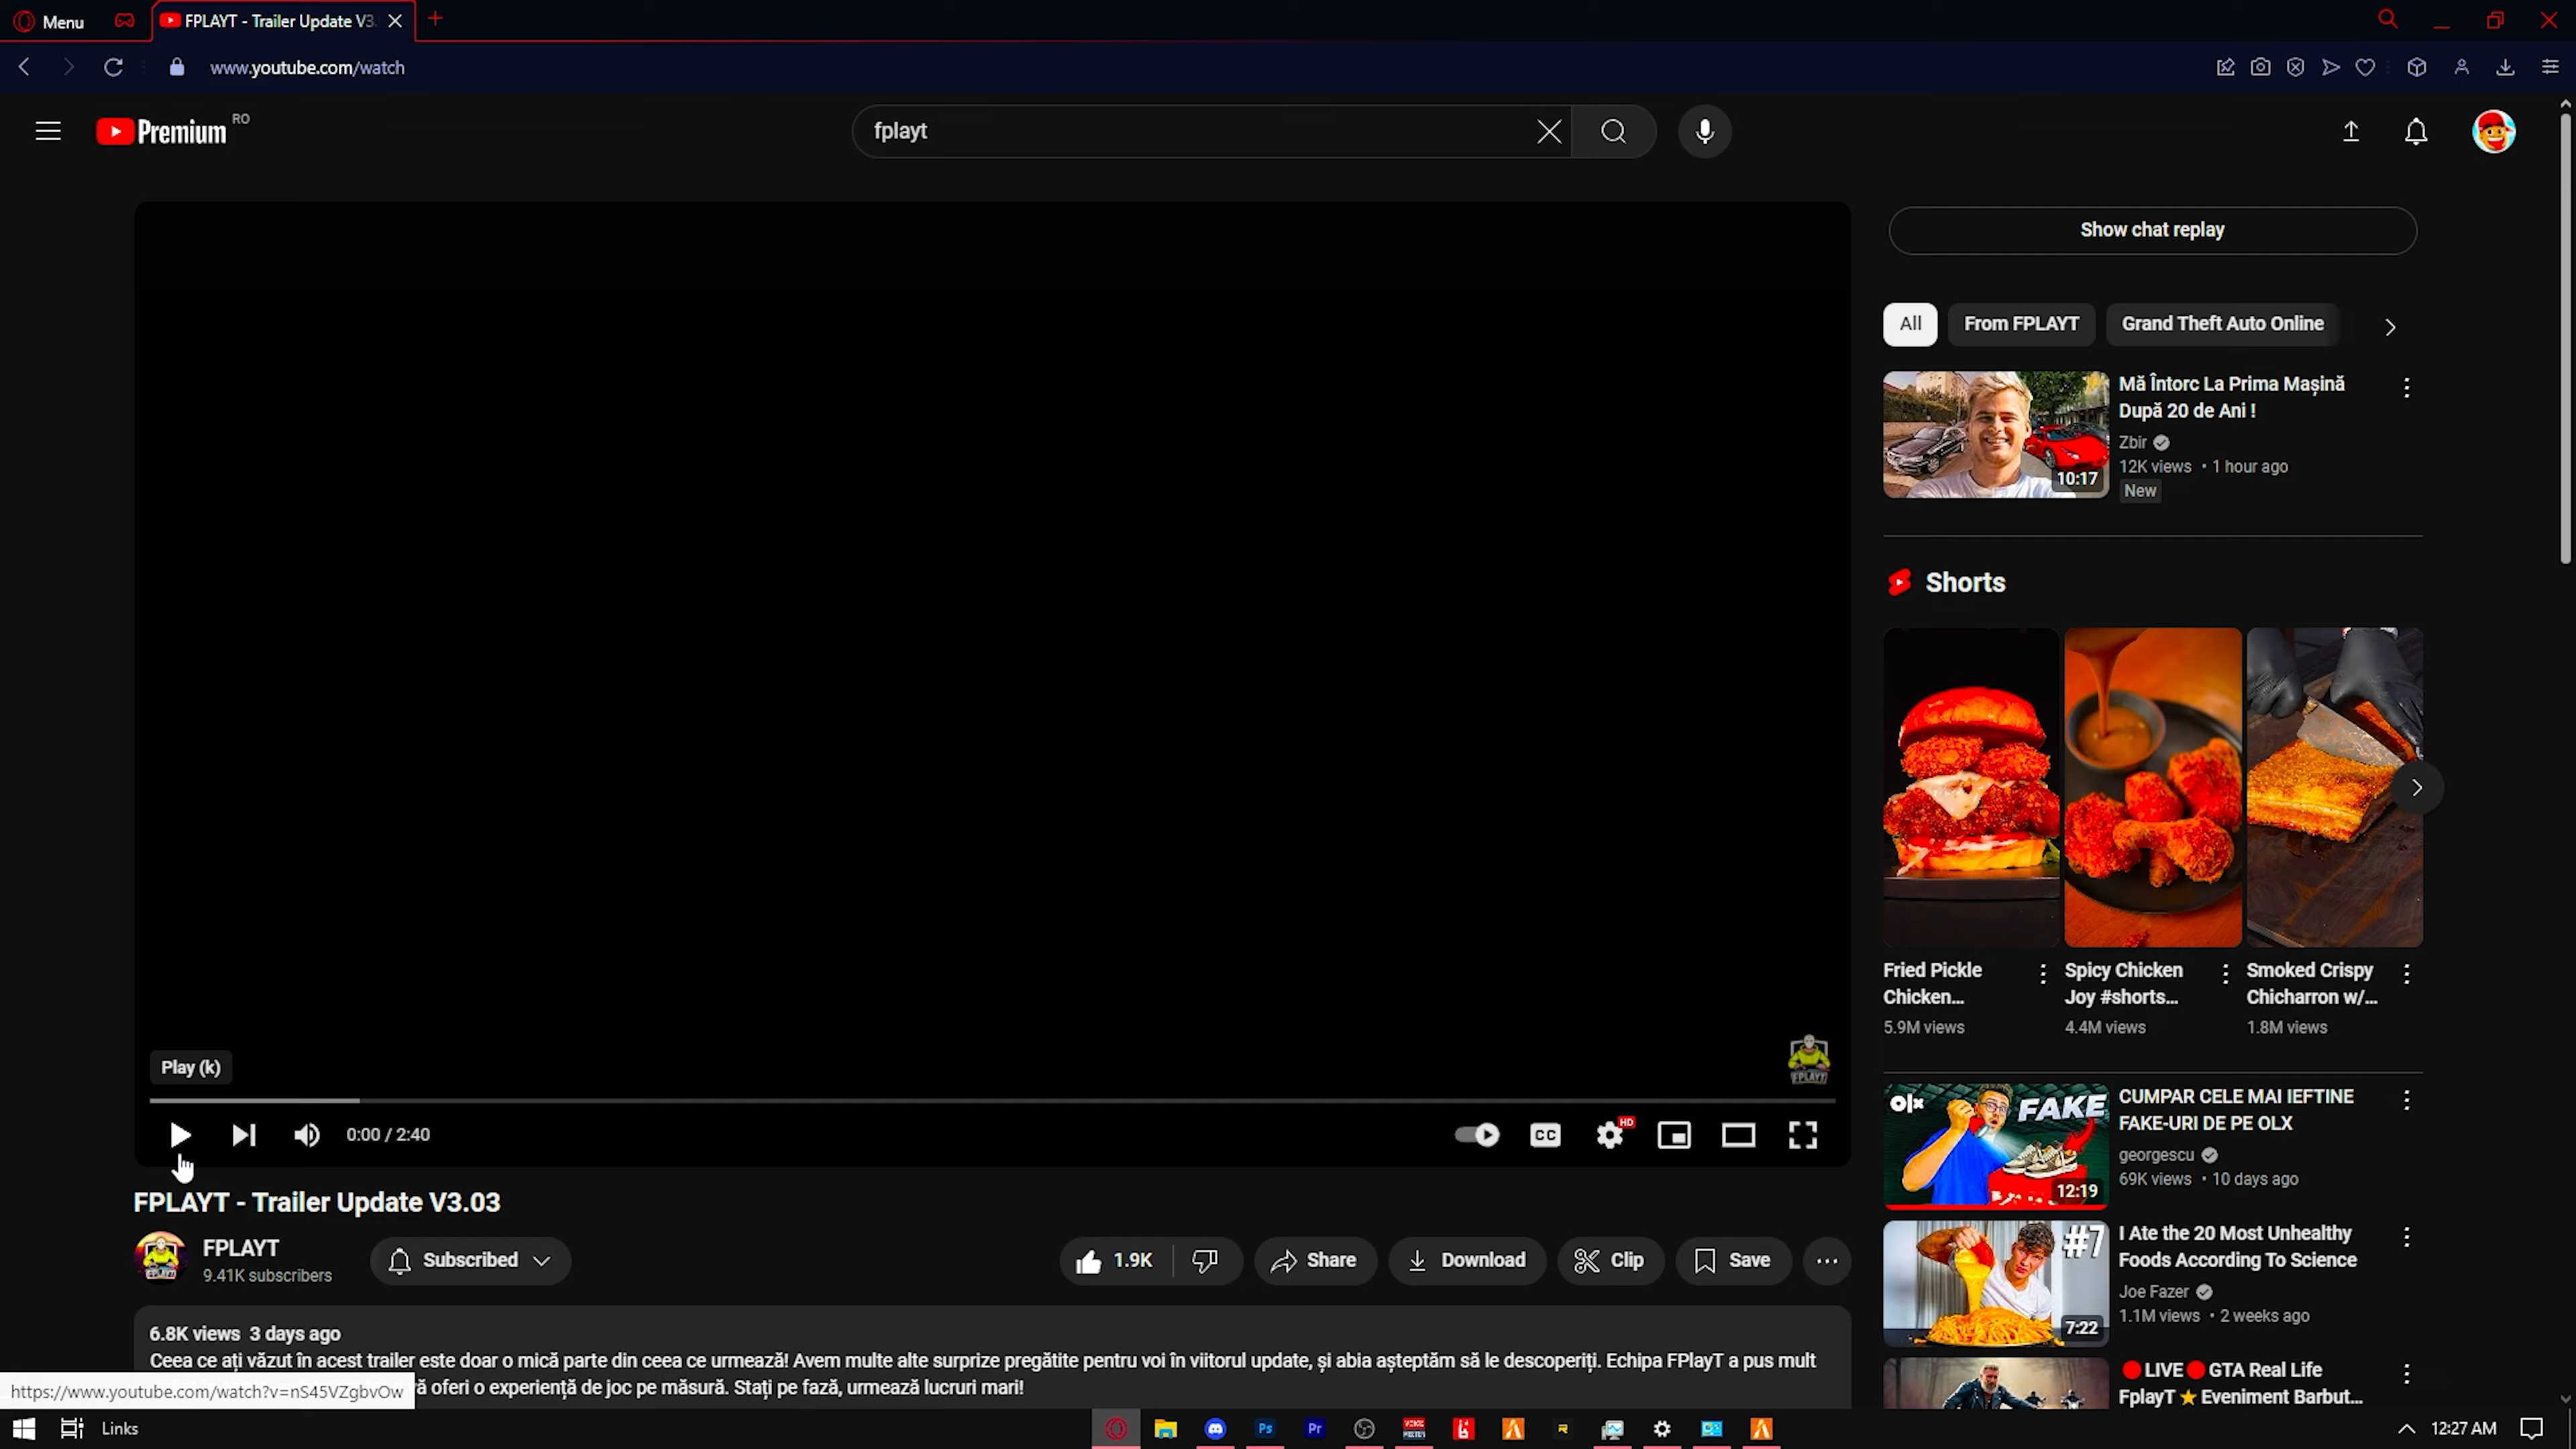 Menu
FPLAYT - Trailer Update V3.
www.youtube.com/watch
Premium RO
fplayt
Show chat replay
All
From FPLAYT
Grand Theft Auto Online
Mă Întorc La Prima Mașină
După 20 de Ani !
Zbir
12K views • 1 hour ago
New
10:17
Shorts
Fried Pickle
Chicken...
5.9M views
Spicy Chicken
Joy #shorts...
4.4M views
Smoked Crispy
Chicharron w/...
1.8M views
FPLAYT
Play (k)
0:00 / 2:40
CC
HD
FPLAYT - Trailer Update V3.03
FPLAYT
9.41K subscribers
Subscribed
1.9K
Share
Download
Clip
Save
6.8K views 3 days ago
Ceea ce ați văzut în acest trailer este doar o mică parte din ceea ce urmează! Avem multe alte surprize pregătite pentru voi în viitorul update, și abia așteptăm să le descoperiți. Echipa FPlayT a pus mult
ră oferi o experiență de joc pe măsură. Stați pe fază, urmează lucruri mari!
https://www.youtube.com/watch?v=nS45VZgbvOw
olx
FAKE
12:19
CUMPAR CELE MAI IEFTINE
FAKE-URI DE PE OLX
georgescu
69K views • 10 days ago
#7
7:22
I Ate the 20 Most Unhealthy
Foods According To Science
Joe Fazer
1.1M views • 2 weeks ago
🔴LIVE🔴GTA Real Life
FplayT⭐Eveniment Barbut...
Links
Ps
Pr
12:27 AM